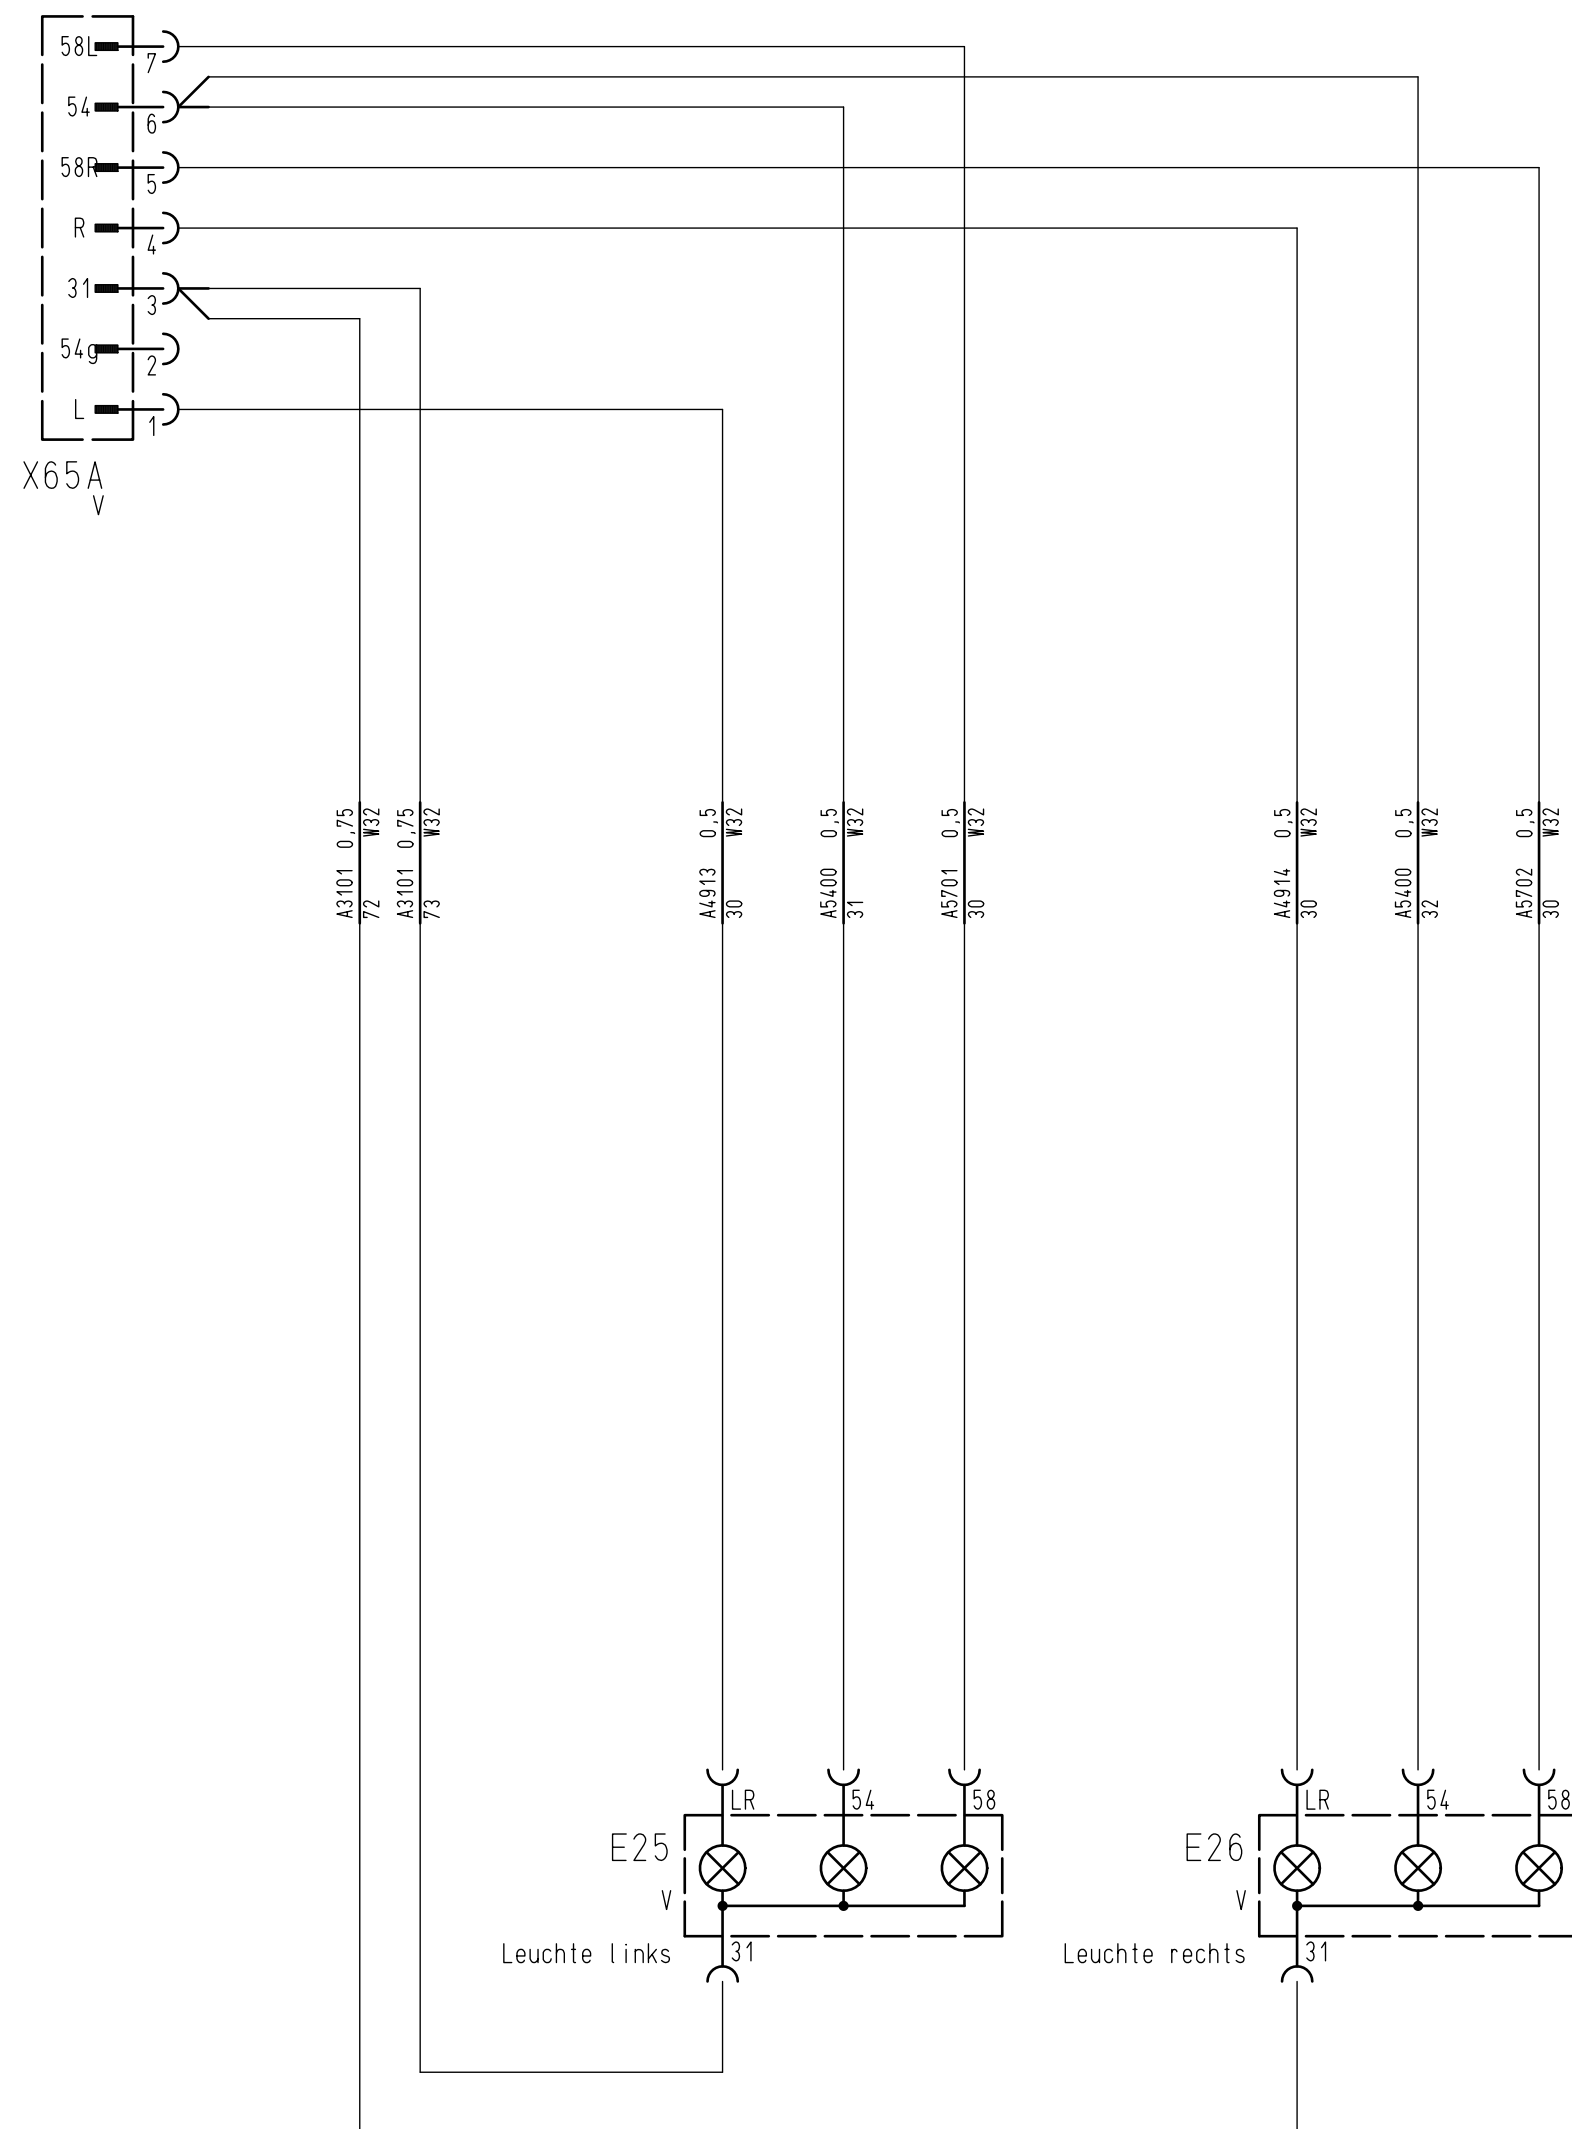 58L 7
54 6
58R 5
R 4
31 3
54g 2
L 1
X65A
V
A3101 0,75
72 W32
A3101 0,75
73 W32
A4913 0,5
30 W32
A5400 0,5
31 W32
A5701 0,5
30 W32
A4914 0,5
30 W32
A5400 0,5
32 W32
A5702 0,5
30 W32
LR 54 58
E25
V
Leuchte links 31
LR 54 58
E26
V
Leuchte rechts 31